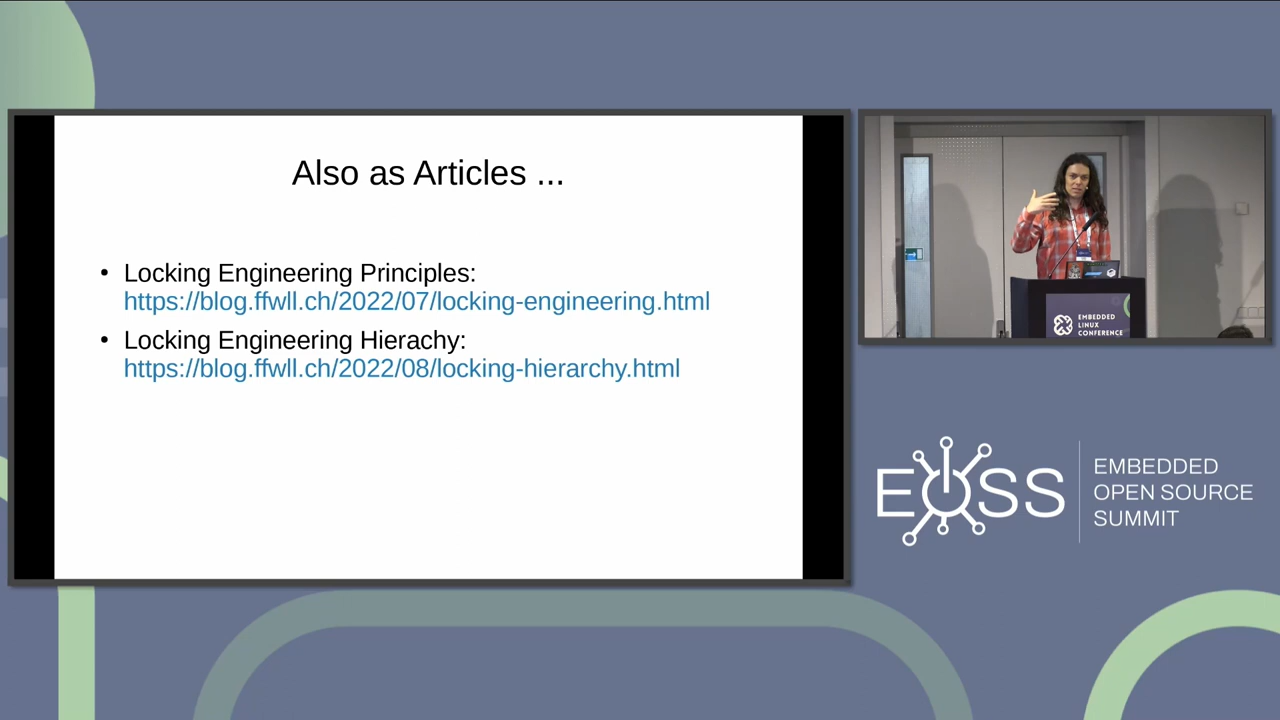 Also as Articles ...
• Locking Engineering Principles:
https://blog.ffwll.ch/2022/07/locking-engineering.html
• Locking Engineering Hierachy:
https://blog.ffwll.ch/2022/08/locking-hierarchy.html
EMBEDDED
LINUX
CONFERENCE
EOSS
EMBEDDED
OPEN SOURCE
SUMMIT